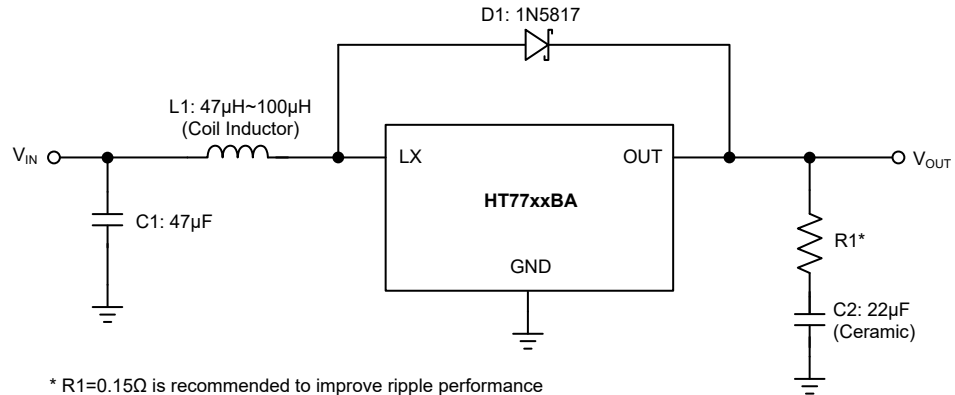 D1: 1N5817
L1: 47µH~100µH
(Coil Inductor)
VIN
LX
OUT
VOUT
HT77xxBA
C1: 47µF
R1*
GND
C2: 22µF
(Ceramic)
* R1=0.15Ω is recommended to improve ripple performance